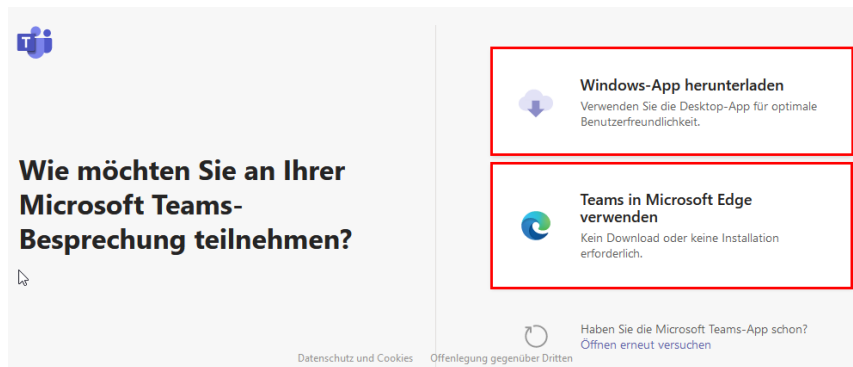 T
Wie möchten Sie an Ihrer
Microsoft Teams-
Besprechung teilnehmen?
Windows-App herunterladen
Verwenden Sie die Desktop-App für optimale
Benutzerfreundlichkeit.
Teams in Microsoft Edge
verwenden
Kein Download oder keine Installation
erforderlich.
Haben Sie die Microsoft Teams-App schon?
Öffnen erneut versuchen
Datenschutz und Cookies Offenlegung gegenüber Dritten